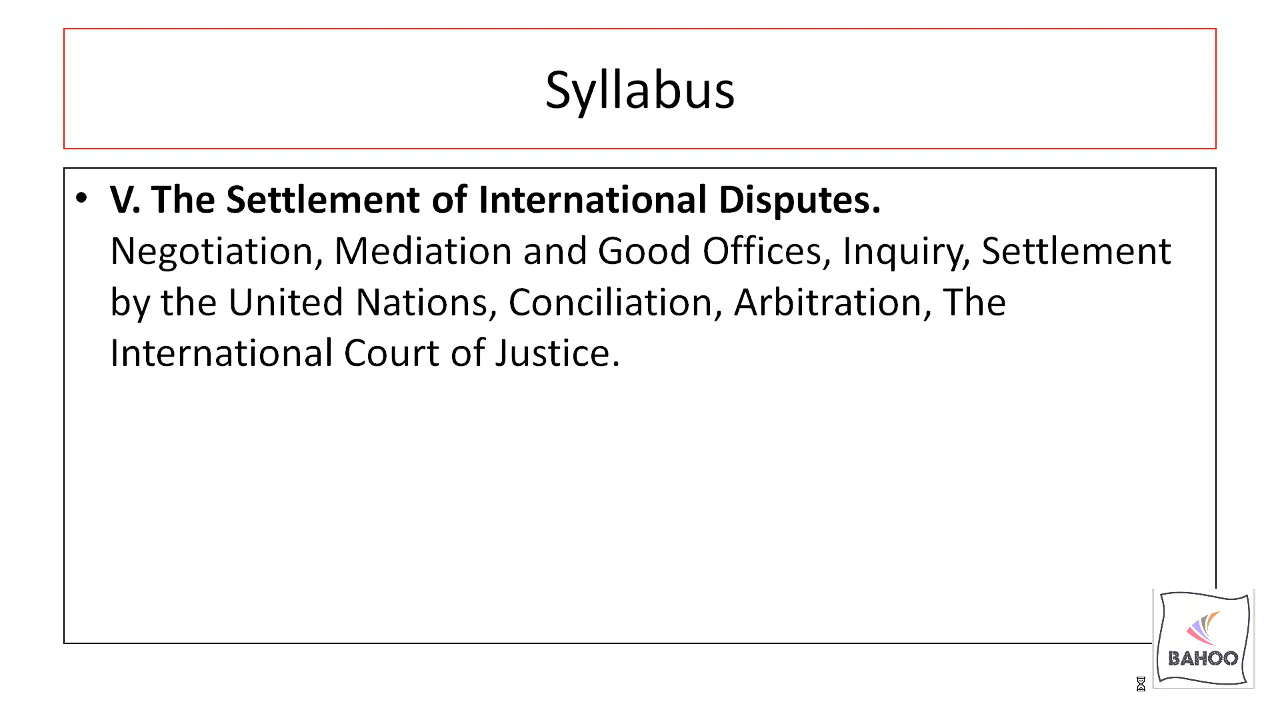 Syllabus
• V. The Settlement of International Disputes.
Negotiation, Mediation and Good Offices, Inquiry, Settlement
by the United Nations, Conciliation, Arbitration, The
International Court of Justice.
BAHOO